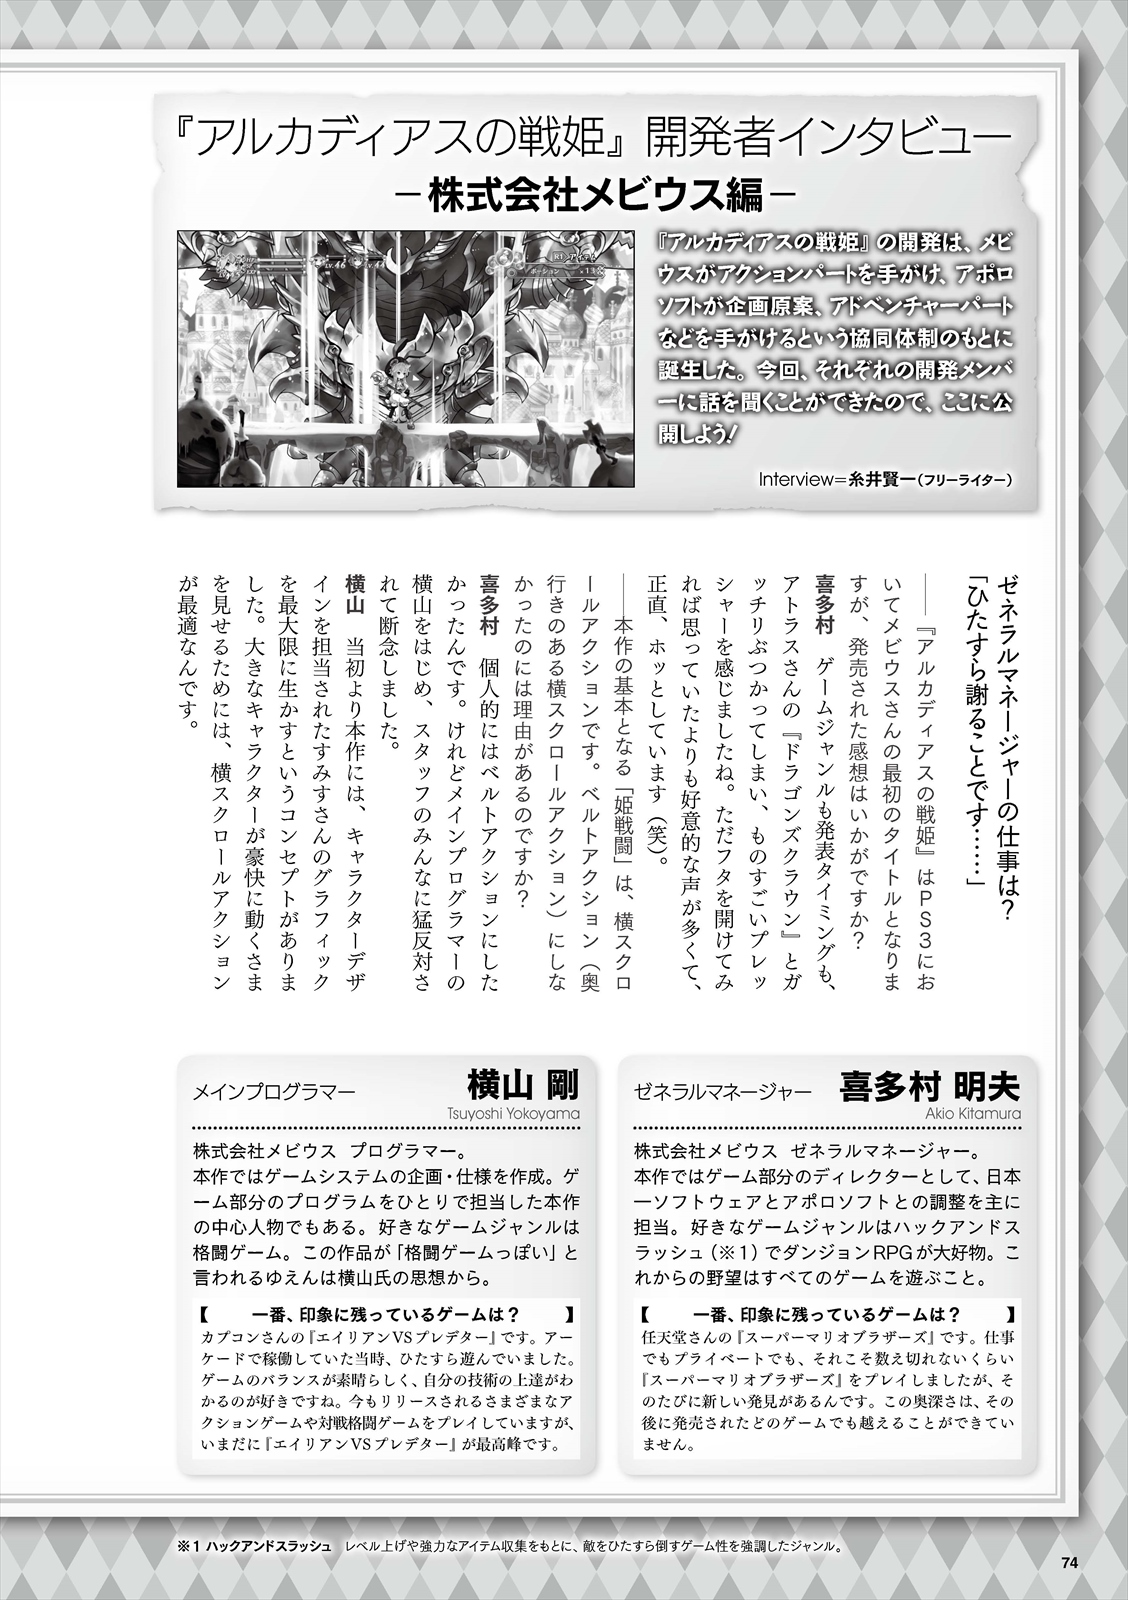 『アルカディアスの戦姫』開発者インタビュー
－株式会社メビウス編－
『アルカディアスの戦姫』の開発は、メビ
ウスがアクションパートを手がけ、アポロ
ソフトが企画原案、アドベンチャーパート
などを手がけるという協同体制のもとに
誕生した。今回、それぞれの開発メンバ
ーに話を聞くことができたので、ここに公
開しよう!
Interview=糸井賢一（フリーライター）
ゼネラルマネージャーの仕事は？
「ひたすら謝ることです……」
――『アルカディアスの戦姫』はPS3にお
いてメビウスさんの最初のタイトルとなりま
すが、発売された感想はいかがですか？
喜多村　ゲームジャンルも発表タイミングも、
アトラスさんの『ドラゴンズクラウン』とガ
ッチリぶつかってしまい、ものすごいプレッ
シャーを感じましたね。ただフタを開けてみ
れば思っていたよりも好意的な声が多くて、
正直、ホッとしています（笑）。
――本作の基本となる「姫戦闘」は、横スクロ
ールアクションです。ベルトアクション（奥
行きのある横スクロールアクション）にしな
かったのには理由があるのですか？
喜多村　個人的にはベルトアクションにした
かったんです。けれどメインプログラマーの
横山をはじめ、スタッフのみんなに猛反対さ
れて断念しました。
横山　当初より本作には、キャラクターデザ
インを担当されたすみすさんのグラフィック
を最大限に生かすというコンセプトがありま
した。大きなキャラクターが豪快に動くさま
を見せるためには、横スクロールアクション
が最適なんです。
ゼネラルマネージャー 喜多村 明夫
Akio Kitamura
株式会社メビウス ゼネラルマネージャー。
本作ではゲーム部分のディレクターとして、日本
一ソフトウェアとアポロソフトとの調整を主に
担当。好きなゲームジャンルはハックアンドス
ラッシュ（※1）でダンジョンRPGが大好物。こ
れからの野望はすべてのゲームを遊ぶこと。
【 一番、印象に残っているゲームは？ 】
任天堂さんの『スーパーマリオブラザーズ』です。仕事
でもプライベートでも、それこそ数え切れないくらい
『スーパーマリオブラザーズ』をプレイしましたが、そ
のたびに新しい発見があるんです。この奥深さは、その
後に発売されたどのゲームでも越えることができてい
ません。
メインプログラマー 横山 剛
Tsuyoshi Yokoyama
株式会社メビウス プログラマー。
本作ではゲームシステムの企画・仕様を作成。ゲ
ーム部分のプログラムをひとりで担当した本作
の中心人物でもある。好きなゲームジャンルは
格闘ゲーム。この作品が「格闘ゲームっぽい」と
言われるゆえんは横山氏の思想から。
【 一番、印象に残っているゲームは？ 】
カプコンさんの『エイリアンVSプレデター』です。アー
ケードで稼働していた当時、ひたすら遊んでいました。
ゲームのバランスが素晴らしく、自分の技術の上達がわ
かるのが好きですね。今もリリースされるさまざまなア
クションゲームや対戦格闘ゲームをプレイしていますが、
いまだに『エイリアンVSプレデター』が最高峰です。
※1 ハックアンドスラッシュ　レベル上げや強力なアイテム収集をもとに、敵をひたすら倒すゲーム性を強調したジャンル。
74